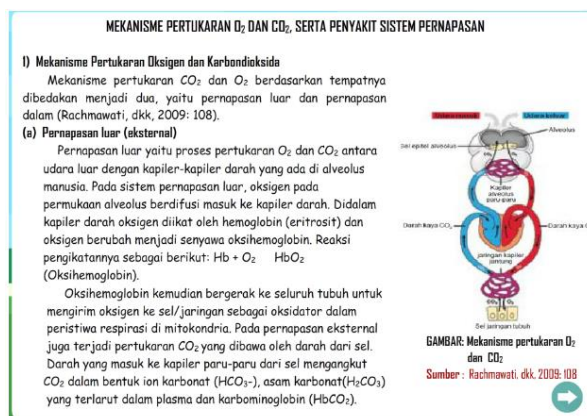 MEKANISME PERTUKARAN O₂ DAN CO₂, SERTA PENYAKIT SISTEM PERNAPASAN
1) Mekanisme Pertukaran Oksigen dan Karbondioksida
Mekanisme pertukaran CO₂ dan O₂ berdasarkan tempatnya
dibedakan menjadi dua, yaitu pernapasan luar dan pernapasan
dalam (Rachmawati, dkk, 2009: 108).
(a) Pernapasan luar (eksternal)
Pernapasan luar yaitu proses pertukaran O₂ dan CO₂ antara
udara luar dengan kapiler-kapiler darah yang ada di alveolus
manusia. Pada sistem pernapasan luar, oksigen pada
permukaan alveolus berdifusi masuk ke kapiler darah. Didalam
kapiler darah oksigen diikat oleh hemoglobin (eritrosit) dan
oksigen berubah menjadi senyawa oksihemoglobin. Reaksi
pengikatannya sebagai berikut: Hb + O₂ HbO₂
(Oksihemoglobin).
Oksihemoglobin kemudian bergerak ke seluruh tubuh untuk
mengirim oksigen ke sel/jaringan sebagai oksidator dalam
peristiwa respirasi di mitokondria. Pada pernapasan eksternal
juga terjadi pertukaran CO₂ yang dibawa oleh darah dari sel.
Darah yang masuk ke kapiler paru-paru dari sel mengangkut
CO₂ dalam bentuk ion karbonat (HCO₃-), asam karbonat(H₂CO₃)
yang terlarut dalam plasma dan karbominoglobin (HbCO₂).
Udara masuk
Udara keluar
Alveolus
Sel epitel alveolus
CO₂ O₂
Kapiler
alveolus
paru-paru
Darah kaya CO₂
Darah kaya
jaringan kapiler
jantung
CO₂ O₂
Sel jaringan tubuh
GAMBAR: Mekanisme pertukaran O₂
dan CO₂
Sumber : Rachmawati, dkk, 2009: 108